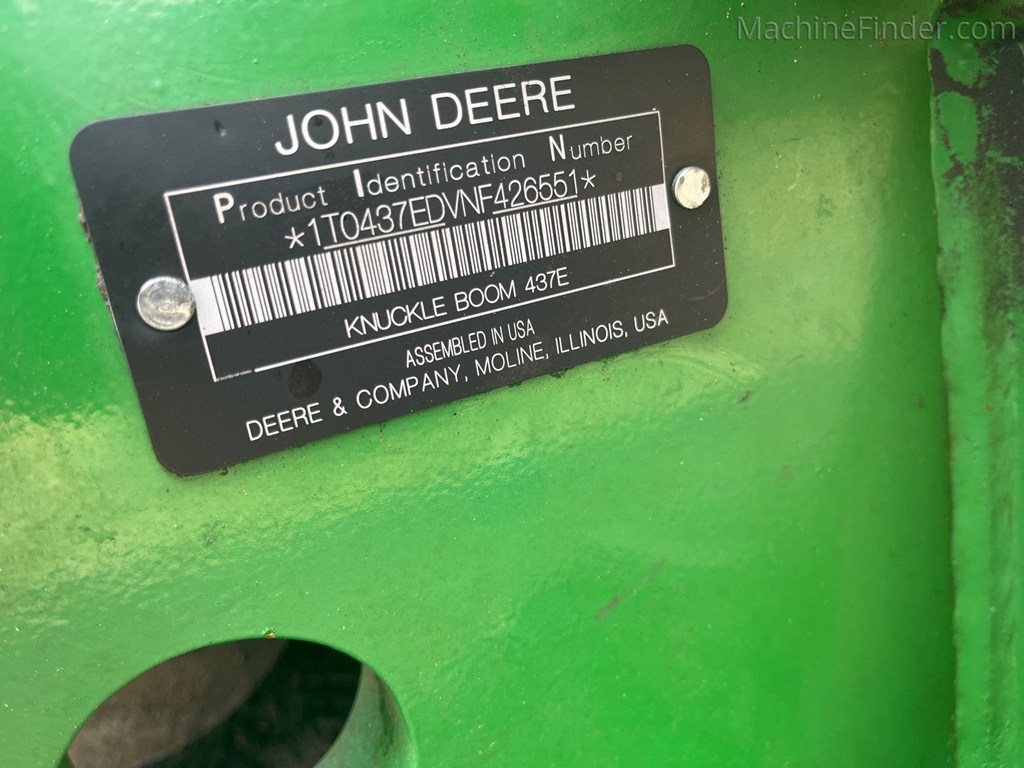 MachineFinder.com
JOHN DEERE
Product Identification Number
*1T0437EDVNF426551*
KNUCKLE BOOM 437E
ASSEMBLED IN USA
DEERE & COMPANY, MOLINE, ILLINOIS, USA